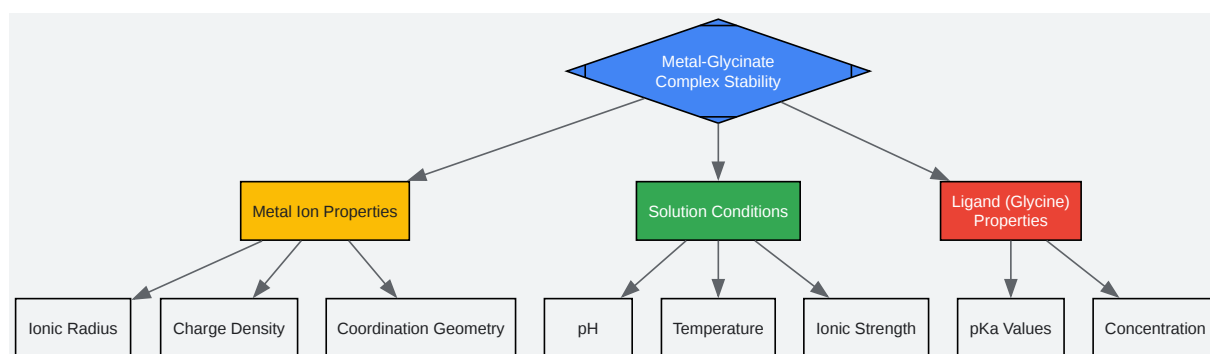 Metal-Glycinate
Complex Stability
Metal Ion Properties
Solution Conditions
Ligand (Glycine)
Properties
Ionic Radius
Charge Density
Coordination Geometry
pH
Temperature
Ionic Strength
pKa Values
Concentration